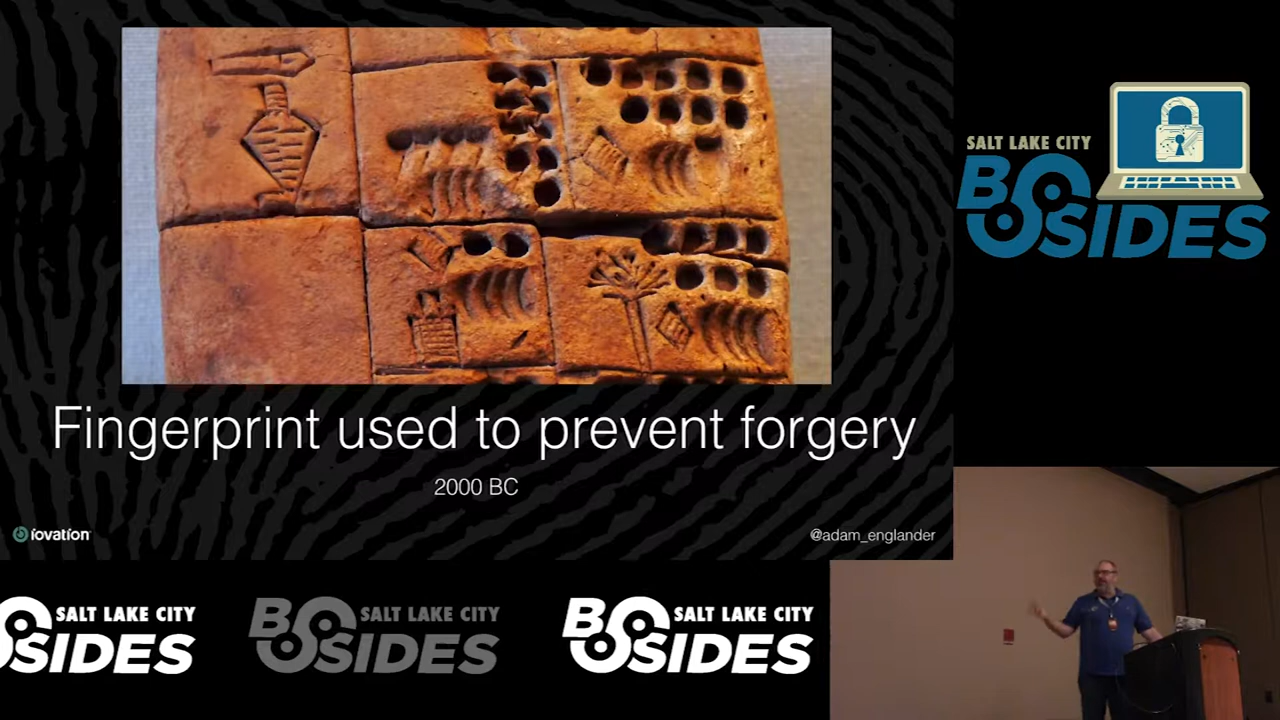 Fingerprint used to prevent forgery
2000 BC
iovation
@adam_englander
SALT LAKE CITY
BSIDES
SALT LAKE CITY
BSIDES
SALT LAKE CITY
BSIDES
SALT LAKE CITY
BSIDES